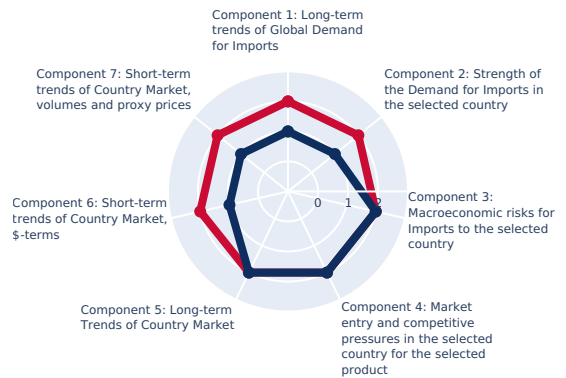 Component 1: Long-term
trends of Global Demand
for Imports
Component 7: Short-term
trends of Country Market,
volumes and proxy prices
Component 2: Strength of
the Demand for Imports in
the selected country
Component 6: Short-term
trends of Country Market,
$-terms
0 1 2
Component 3:
Macroeconomic risks for
Imports to the selected
country
Component 5: Long-term
Trends of Country Market
Component 4: Market
entry and competitive
pressures in the selected
country for the selected
product